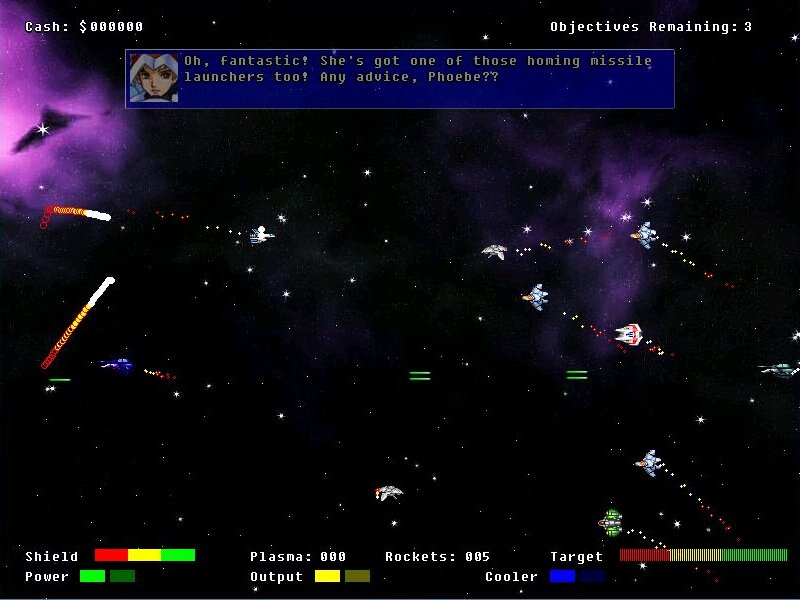 Cash: $000000 Objectives Remaining: 3
Oh, fantastic! She's got one of those homing missile
launchers too! Any advice, Phoebe??
Shield Plasma: 000 Rockets: 005 Target
Power Output Cooler